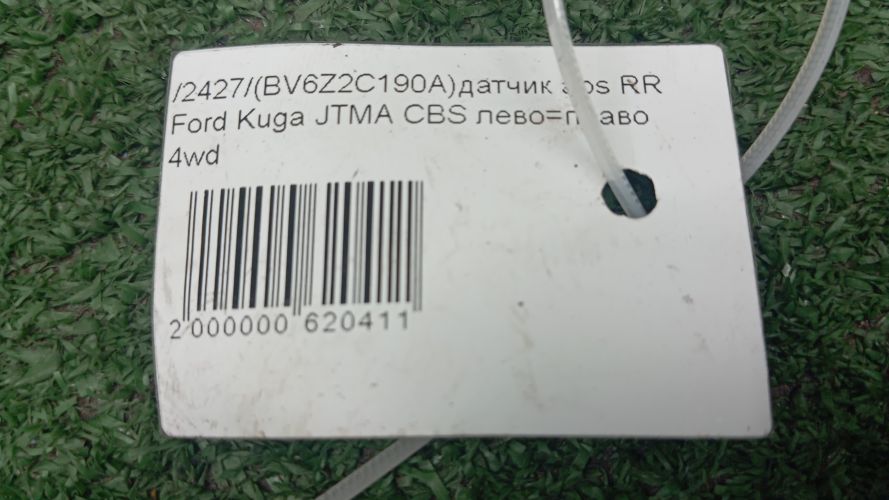 /2427/(BV6Z2C190A)датчик abs RR
Ford Kuga JTMA CBS лево=право
4wd
2 000000 620411